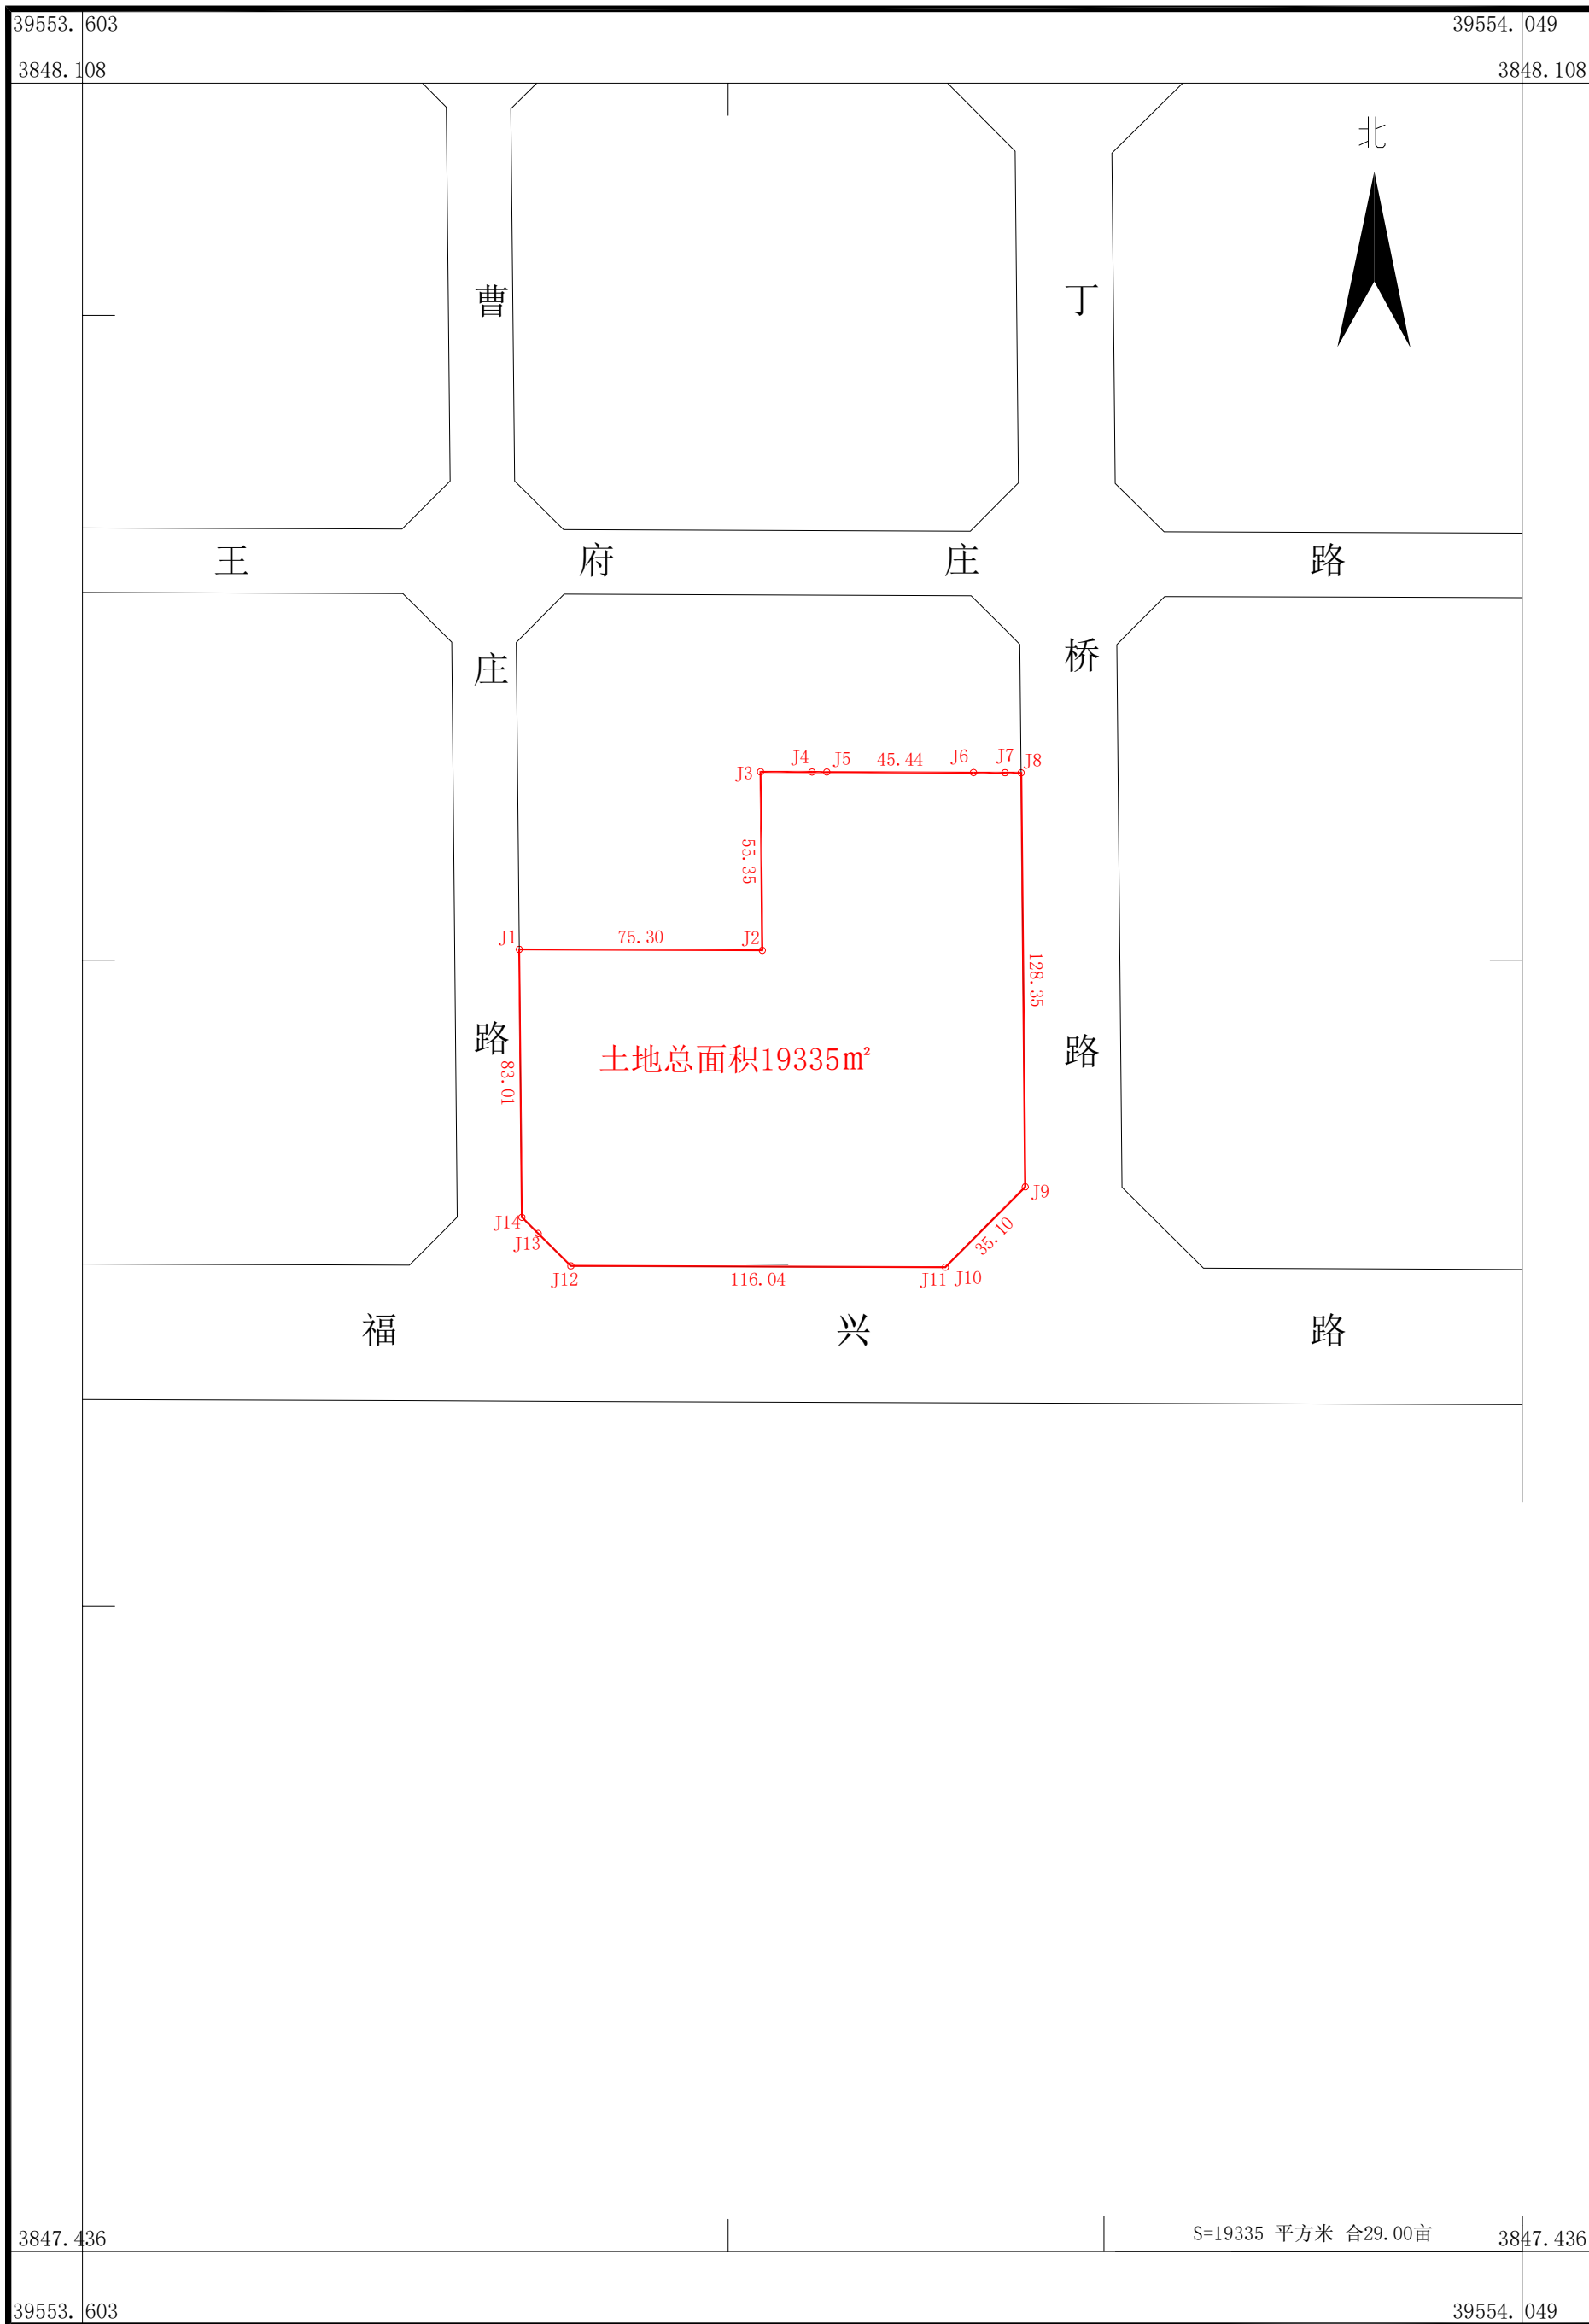 39553. 603
39554. 049
3848.108
3848.108
北
曹
丁
王府庄路
庄
桥
J4
J5
45.44
J6
J7
J8
J3
55.35
J1
75.30
J2
128.35
路
路
83.01
土地总面积19335㎡
J9
J14
J13
35.10
J12
116.04
J11
J10
福兴路
S=19335 平方米 合29.00亩
3847.436
3847.436
39553. 603
39554. 049